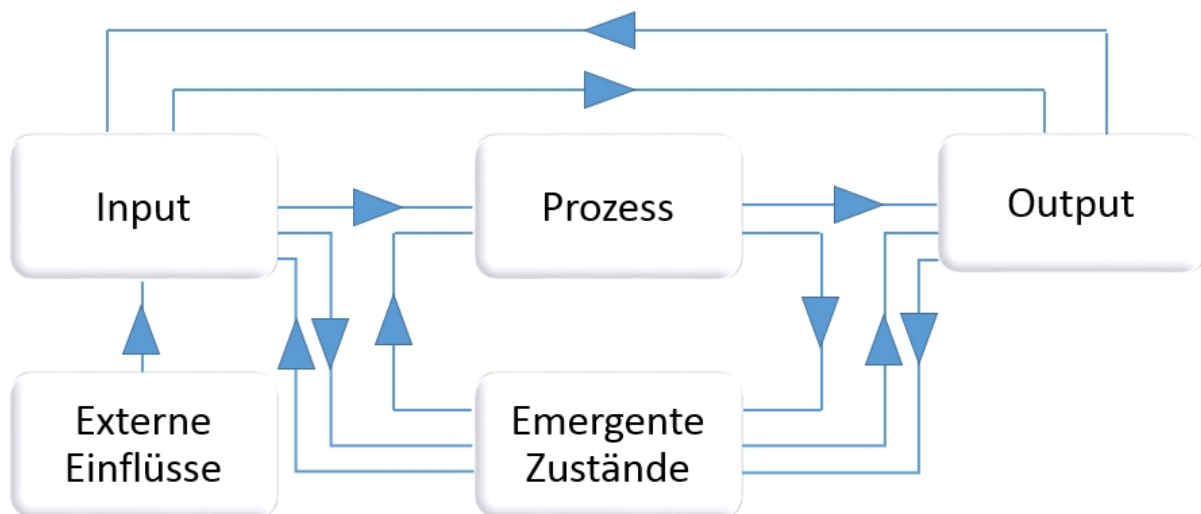 Input
Prozess
Output
Externe
Einflüsse
Emergente
Zustände